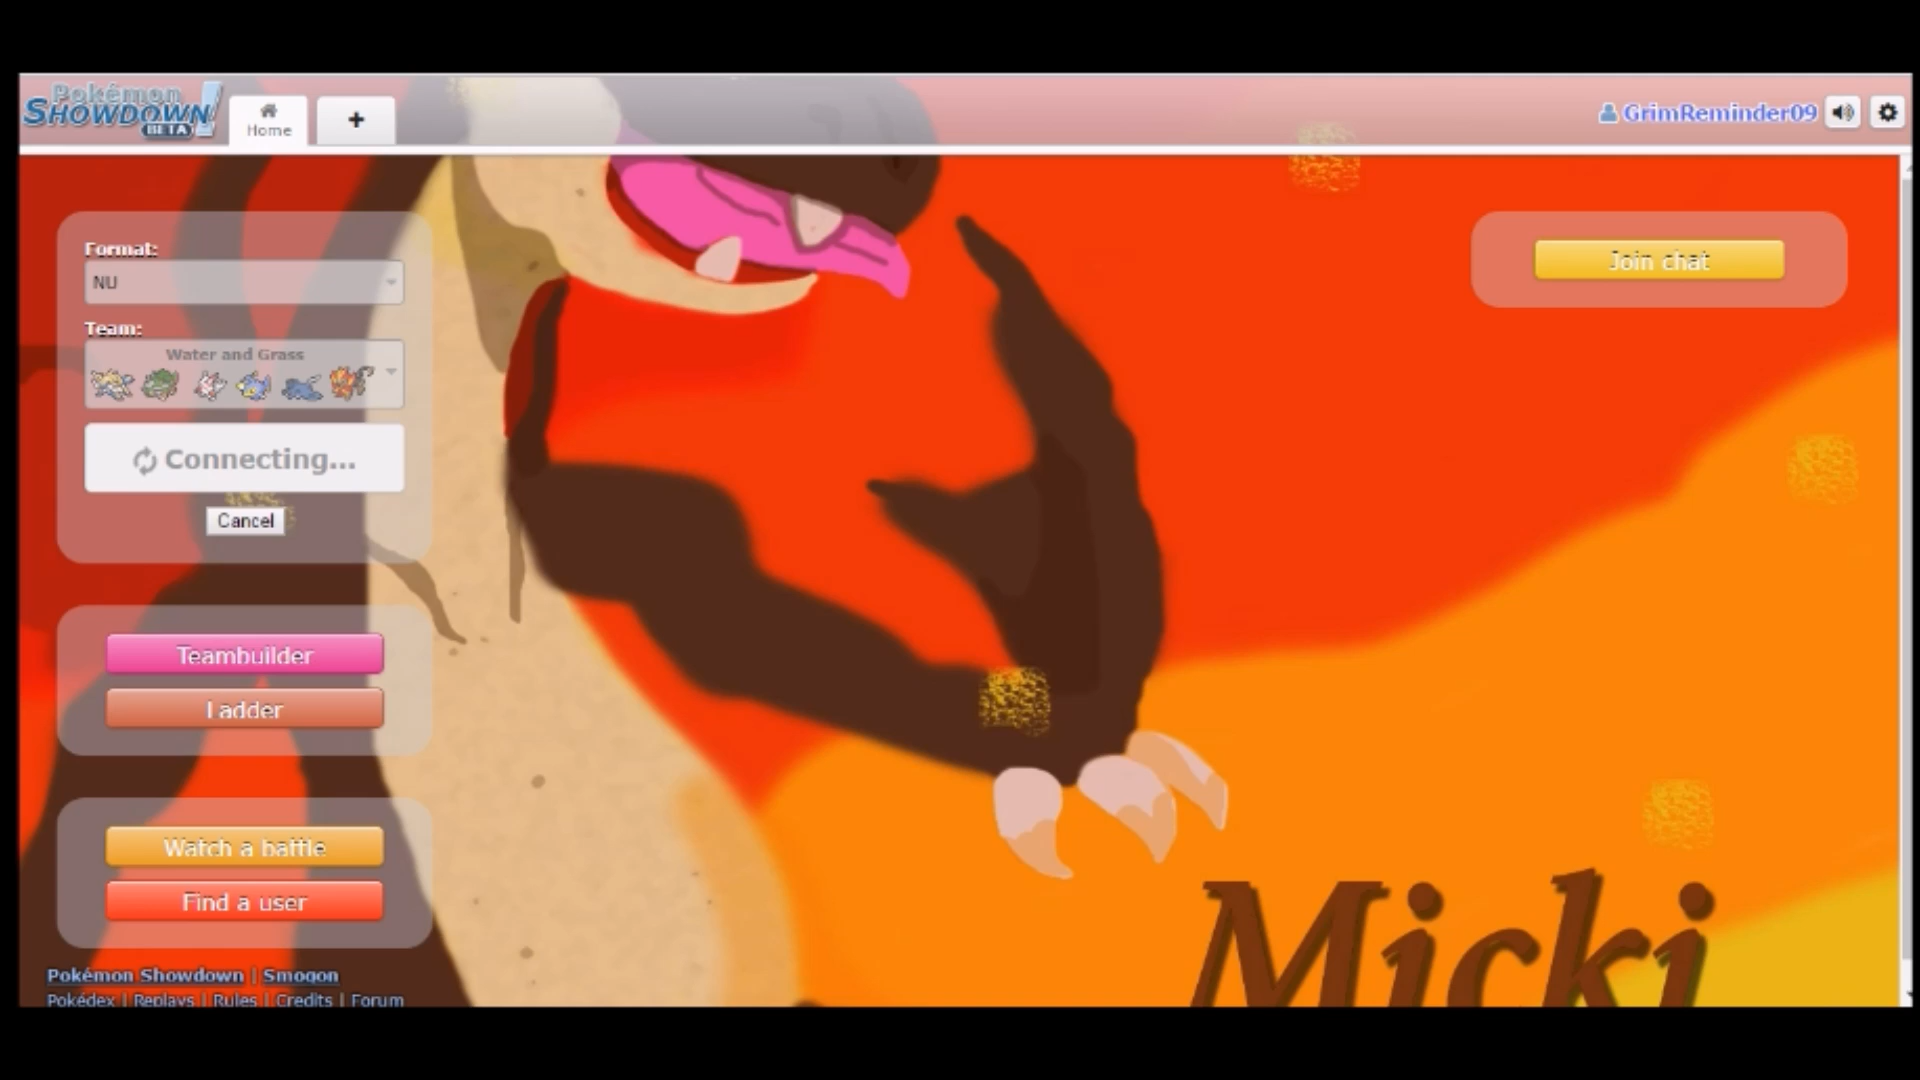 Pokémon
SHOWDOWN!
BETA
Home
+
GrimReminder09
Format:
NU
Team:
Water and Grass
Connecting...
Cancel
Join chat
Teambuilder
Ladder
Watch a battle
Find a user
Pokémon Showdown | Smogon
Pokédex | Replays | Rules | Credits | Forum
Micki